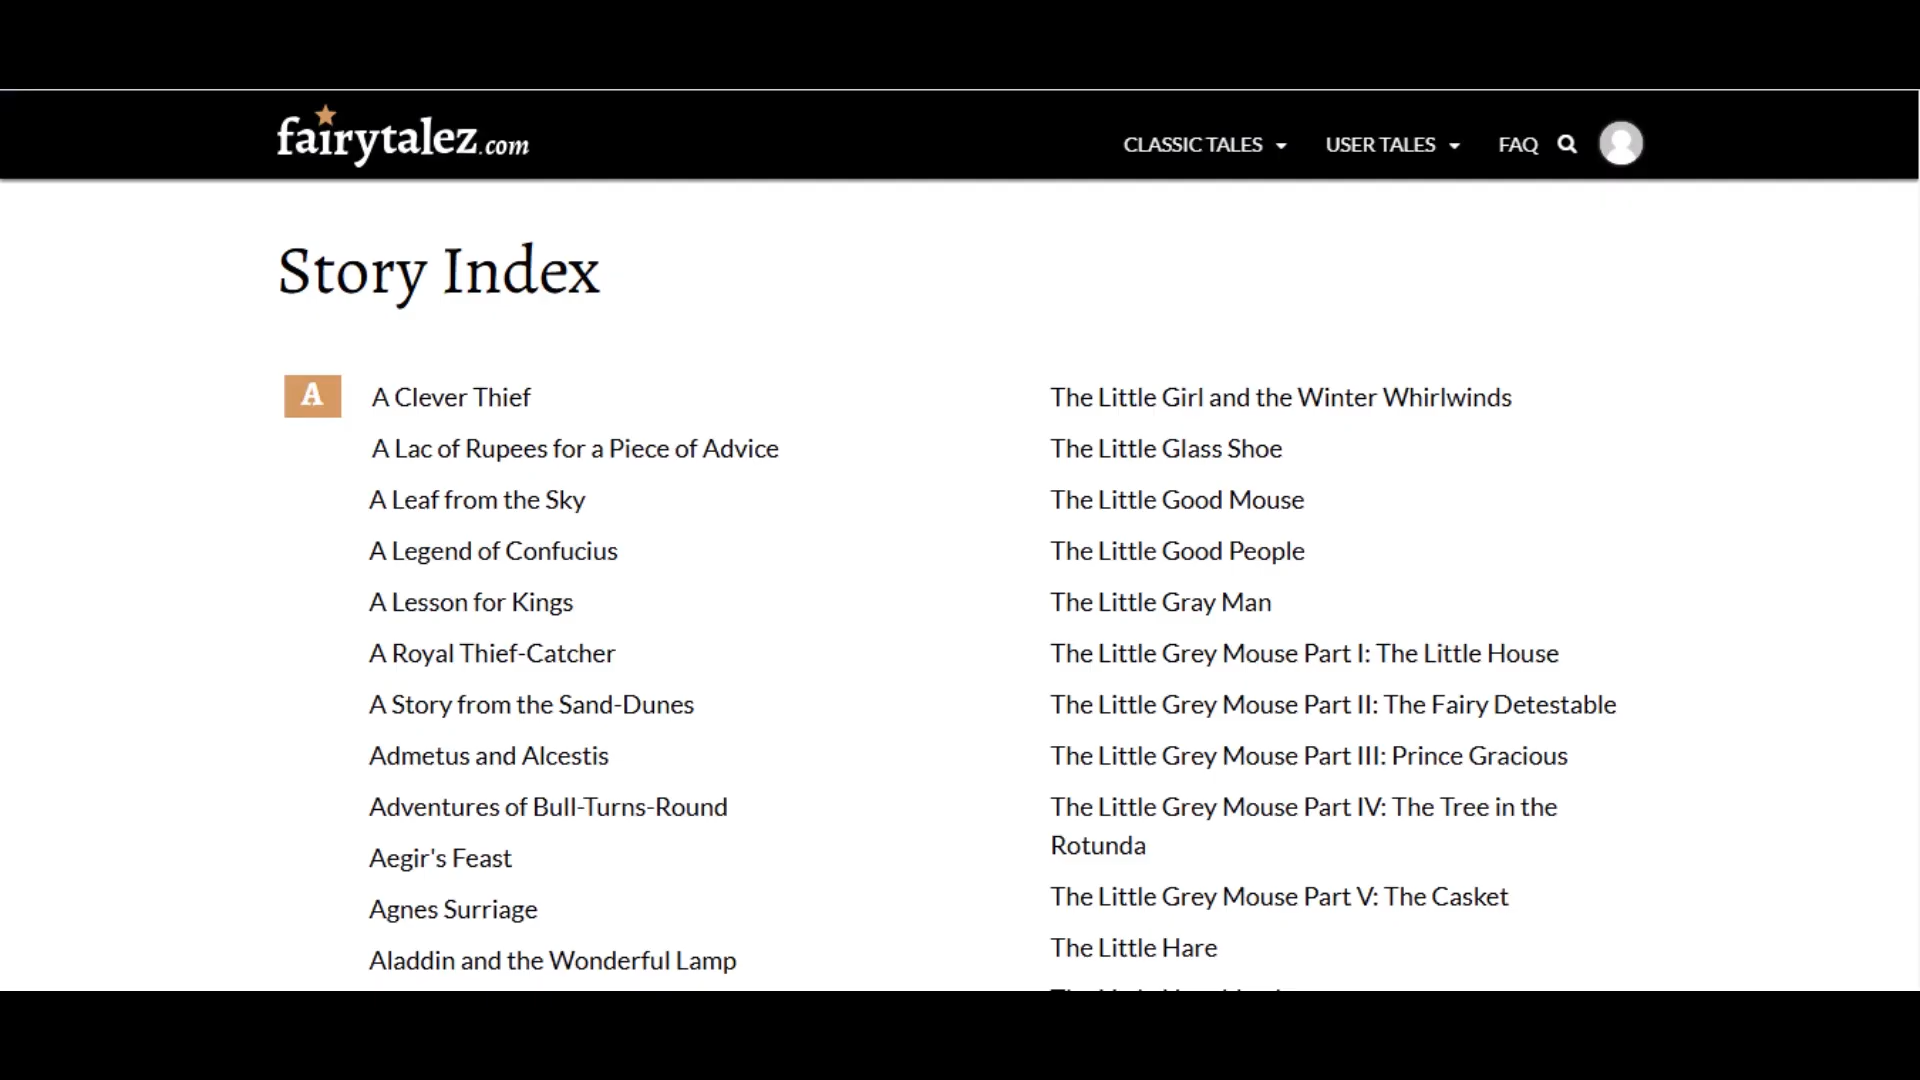 fairytalez.com
CLASSIC TALES
USER TALES
FAQ
Story Index
A
A Clever Thief
A Lac of Rupees for a Piece of Advice
A Leaf from the Sky
A Legend of Confucius
A Lesson for Kings
A Royal Thief-Catcher
A Story from the Sand-Dunes
Admetus and Alcestis
Adventures of Bull-Turns-Round
Aegir's Feast
Agnes Surriage
Aladdin and the Wonderful Lamp
The Little Girl and the Winter Whirlwinds
The Little Glass Shoe
The Little Good Mouse
The Little Good People
The Little Gray Man
The Little Grey Mouse Part I: The Little House
The Little Grey Mouse Part II: The Fairy Detestable
The Little Grey Mouse Part III: Prince Gracious
The Little Grey Mouse Part IV: The Tree in the
Rotunda
The Little Grey Mouse Part V: The Casket
The Little Hare